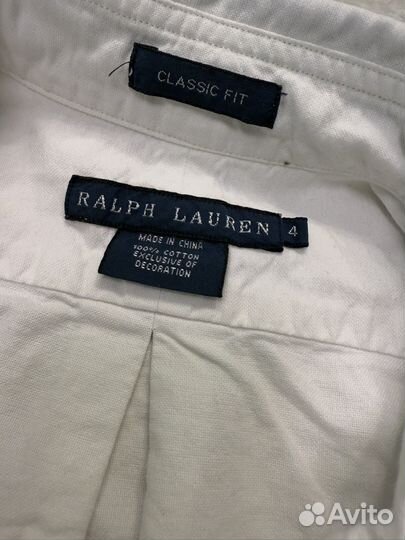 CLASSIC FIT
RALPH LAUREN 4
MADE IN CHINA
100% COTTON
EXCLUSIVE OF
DECORATION
Avito